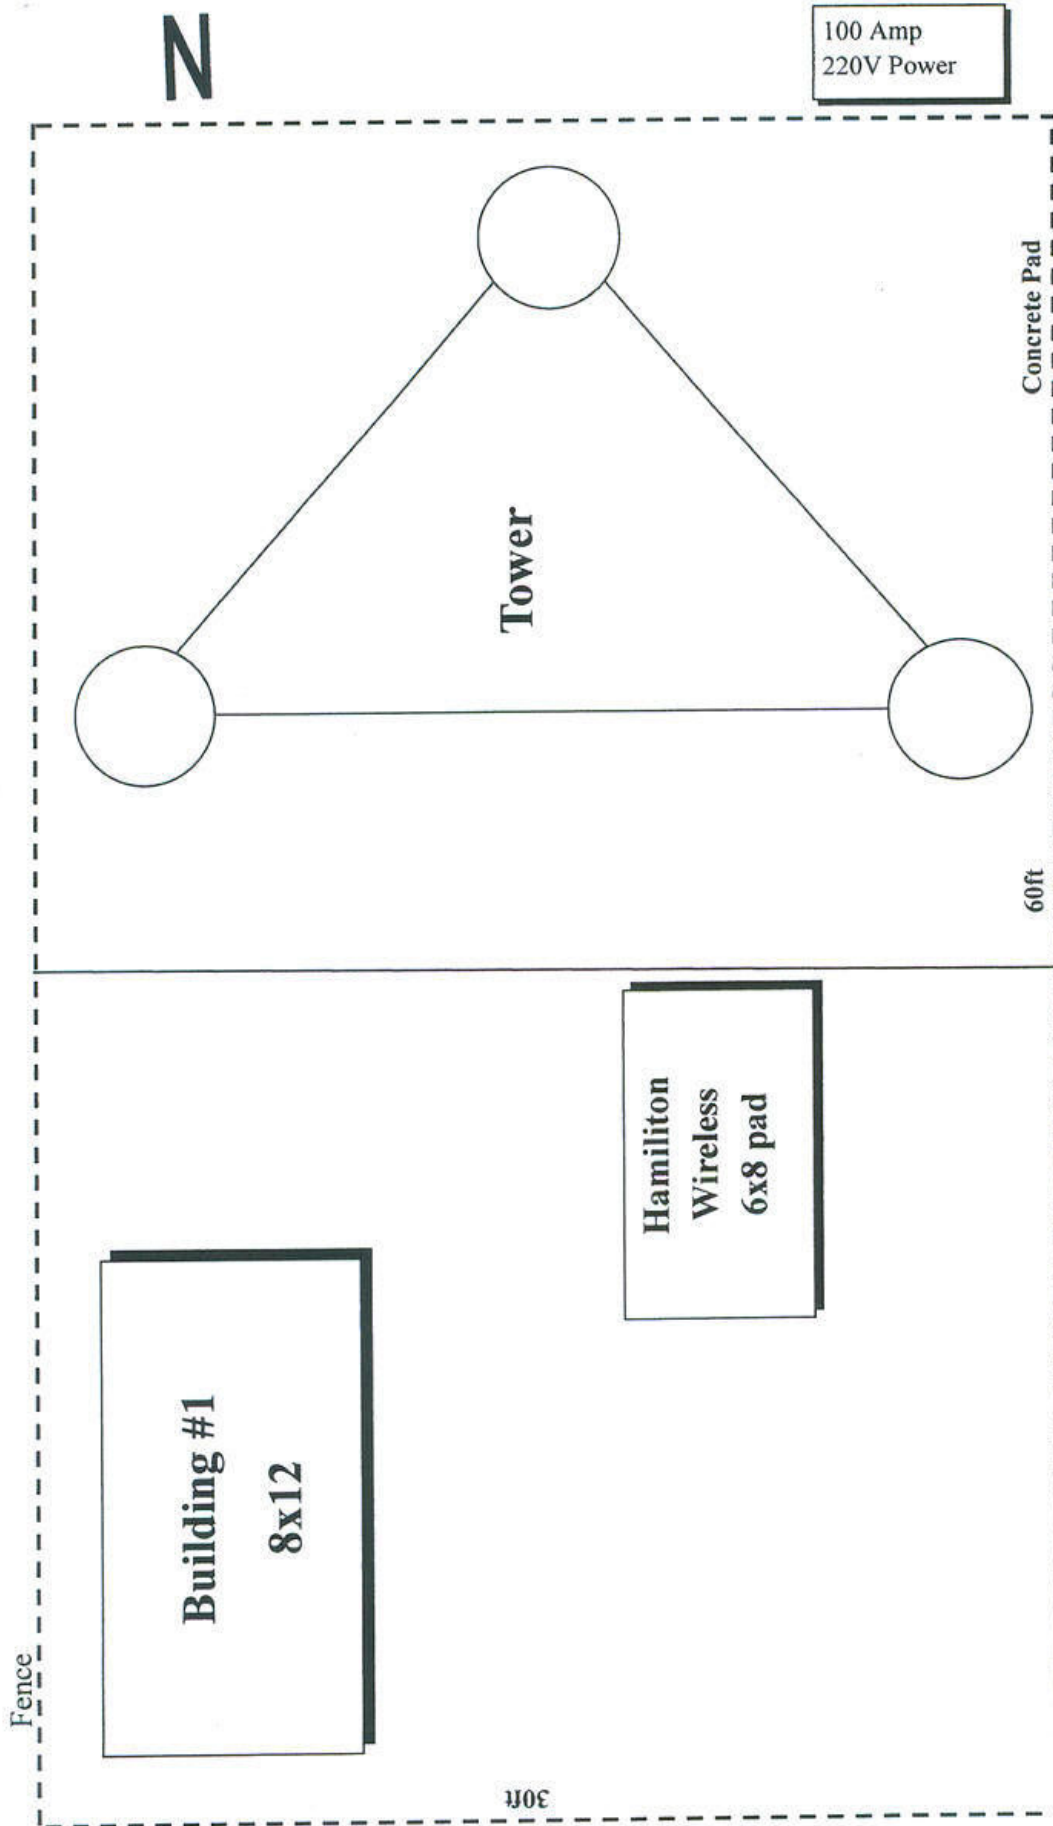 N
100 Amp
220V Power
Concrete Pad
Tower
60ft
Hamiliton
Wireless
6x8 pad
Building #1
8x12
Fence
30ft